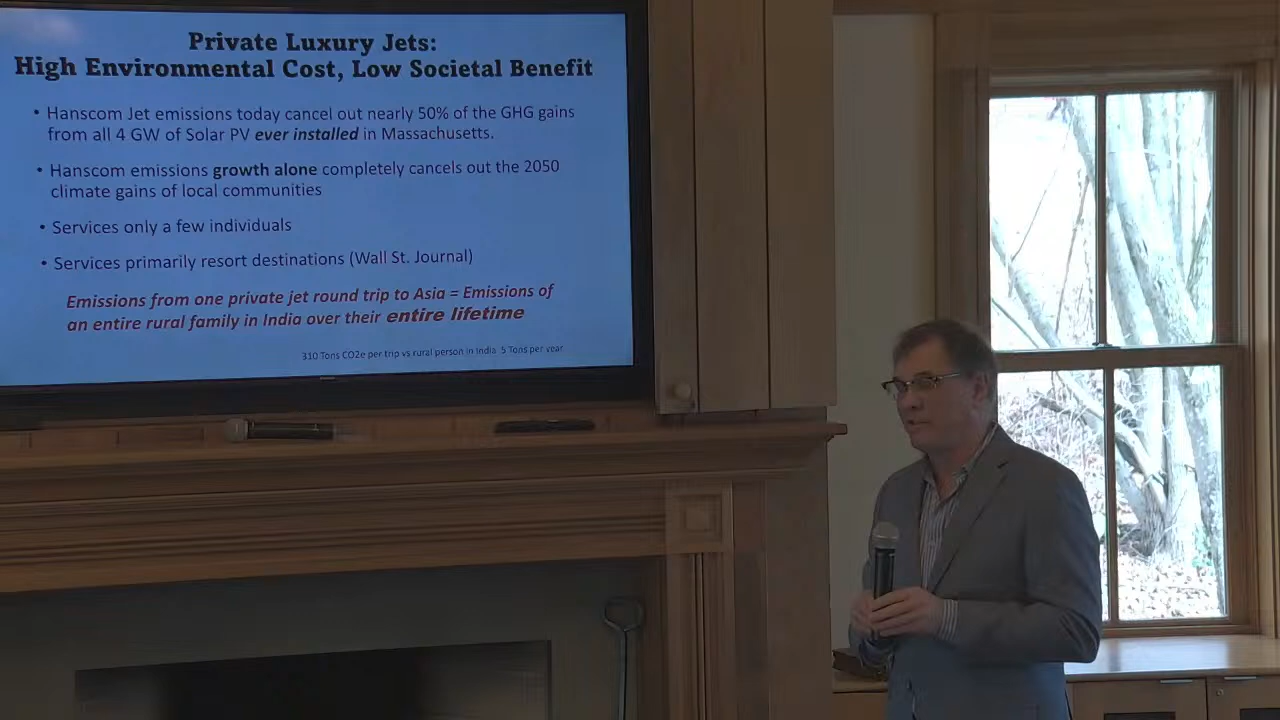 Private Luxury Jets:
High Environmental Cost, Low Societal Benefit
• Hanscom Jet emissions today cancel out nearly 50% of the GHG gains
from all 4 GW of Solar PV ever installed in Massachusetts.
• Hanscom emissions growth alone completely cancels out the 2050
climate gains of local communities
• Services only a few individuals
• Services primarily resort destinations (Wall St. Journal)
Emissions from one private jet round trip to Asia = Emissions of
an entire rural family in India over their entire lifetime
310 Tons CO2e per trip vs rural person in India 5 Tons per year